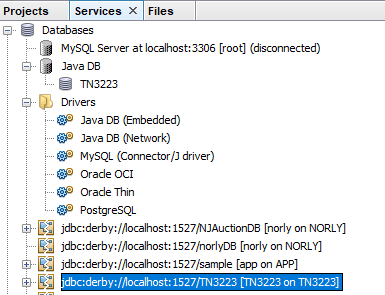 Projects Services × Files
Databases
MySQL Server at localhost:3306 [root] (disconnected)
Java DB
TN3223
Drivers
Java DB (Embedded)
Java DB (Network)
MySQL (Connector/J driver)
Oracle OCI
Oracle Thin
PostgreSQL
jdbc:derby://localhost:1527/NJAuctionDB [norly on NORLY]
jdbc:derby://localhost:1527/norlyDB [norly on NORLY]
jdbc:derby://localhost:1527/sample [app on APP]
jdbc:derby://localhost:1527/TN3223 [TN3223 on TN3223]